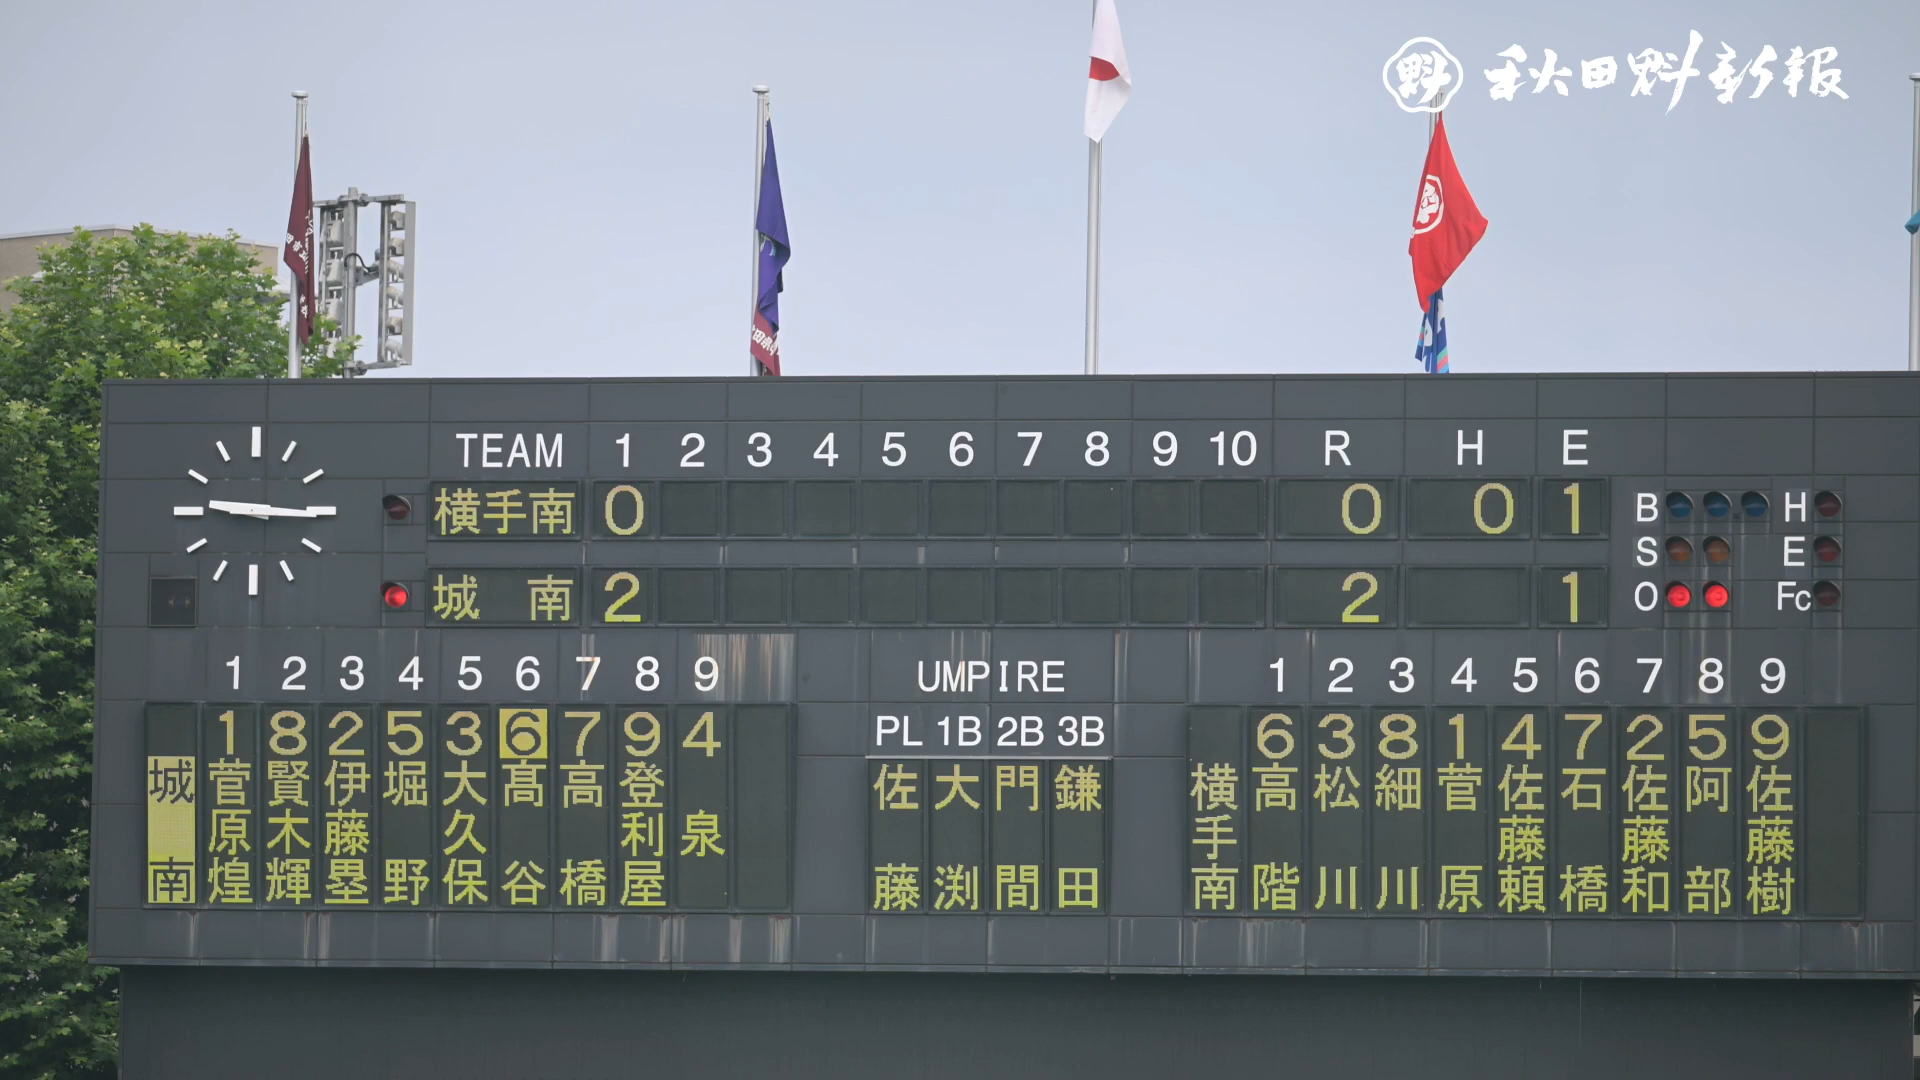 魁 秋田魁新報
TEAM 1 2 3 4 5 6 7 8 9 10 R H E
横手南 0 0 0 1 B H
S E
城南 2 2 1 O Fc
1 2 3 4 5 6 7 8 9 UMPIRE 1 2 3 4 5 6 7 8 9
1 8 2 5 3 6 7 9 4 PL 1B 2B 3B 6 3 8 1 4 7 2 5 9
城南 菅原煌 賢木輝 伊藤塁 堀野 大久保 髙谷 高橋 登利屋 泉 佐藤 大渕 門間 鎌田 横手南 高階 松川 細川 菅原 佐藤頼 石橋 佐藤和 阿部 佐藤樹